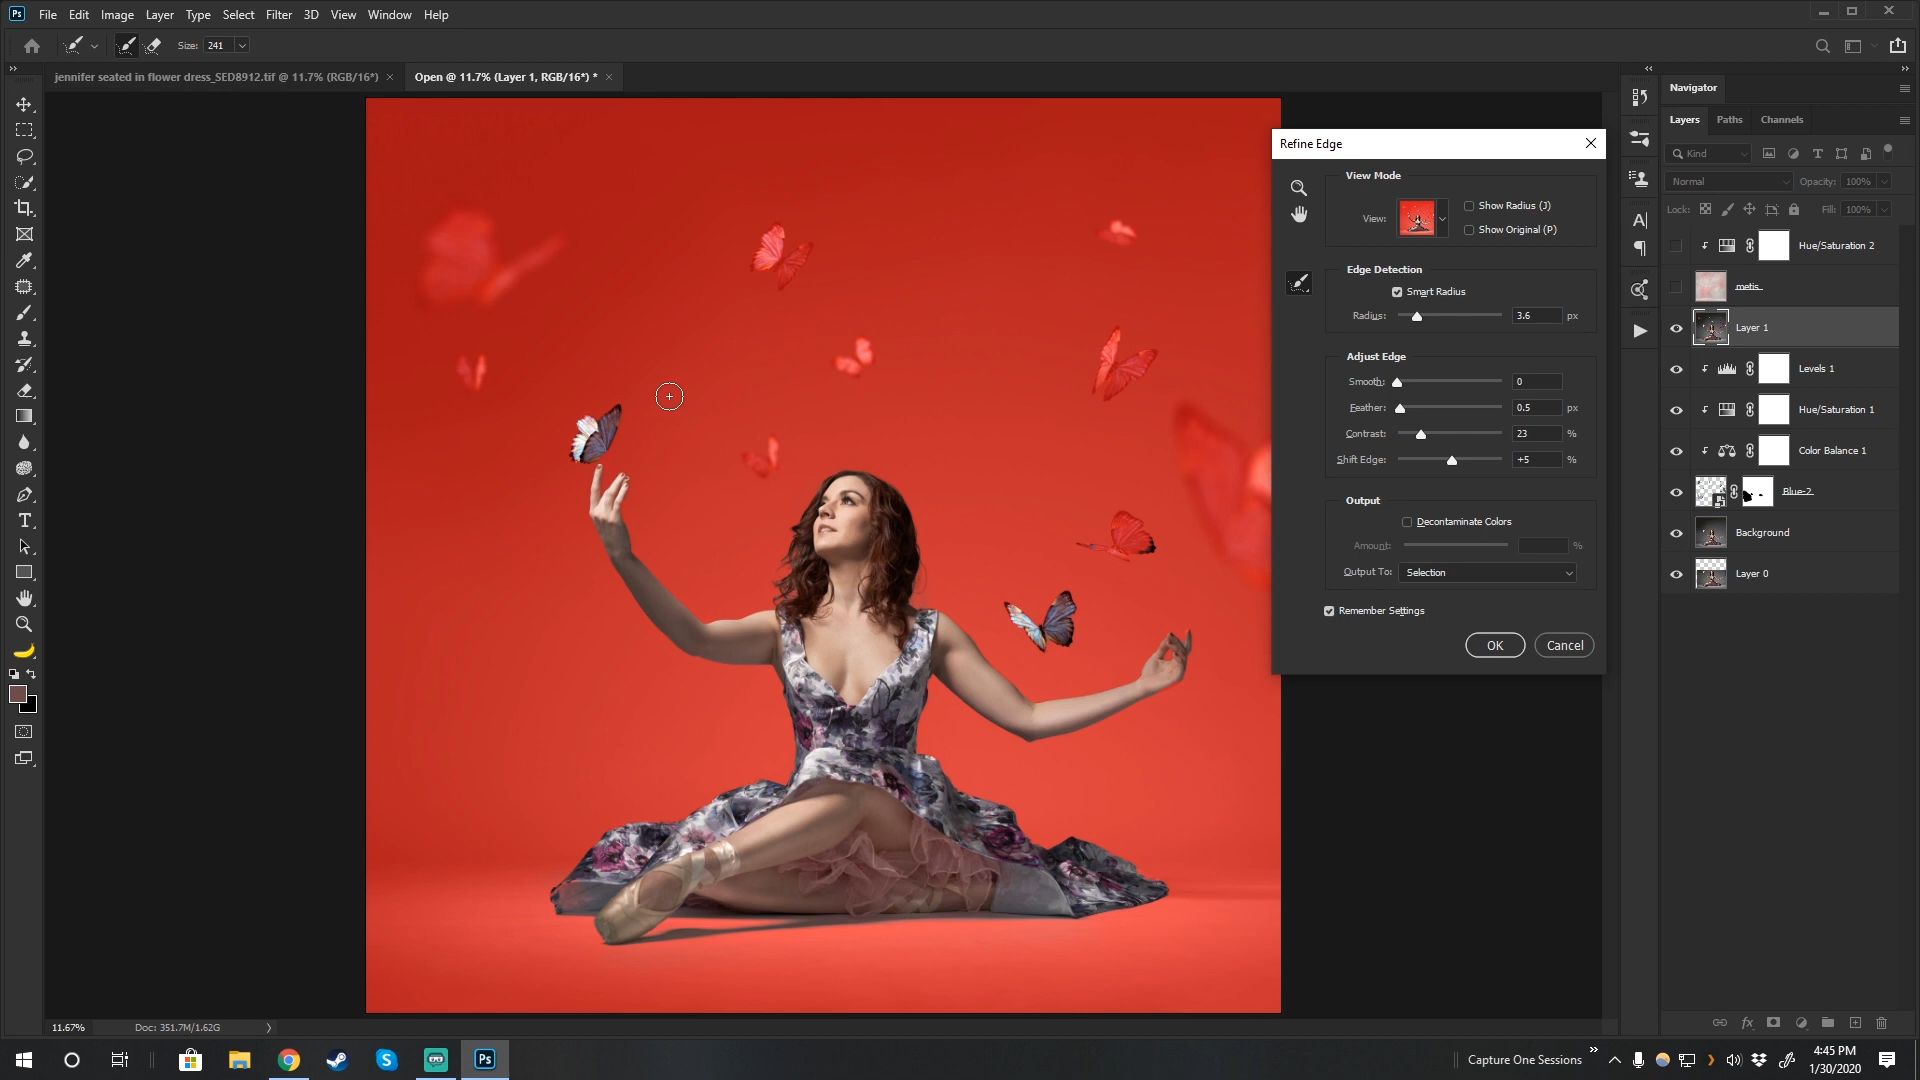 Ps File Edit Image Layer Type Select Filter 3D View Window Help
Size: 241
jennifer seated in flower dress_SED8912.tif @ 11.7% (RGB/16*) ×
Open @ 11.7% (Layer 1, RGB/16*) * ×
Navigator
Layers Paths Channels
Kind
Normal Opacity: 100%
Lock: Fill: 100%
Hue/Saturation 2
metis
Layer 1
Levels 1
Hue/Saturation 1
Color Balance 1
Blue-2
Background
Layer 0
Refine Edge
View Mode
View:
Show Radius (J)
Show Original (P)
Edge Detection
Smart Radius
Radius: 3.6 px
Adjust Edge
Smooth: 0
Feather: 0.5 px
Contrast: 23 %
Shift Edge: +5 %
Output
Decontaminate Colors
Amount: %
Output To: Selection
Remember Settings
OK Cancel
11.67% Doc: 351.7M/1.62G
Ps
Capture One Sessions
4:45 PM
1/30/2020